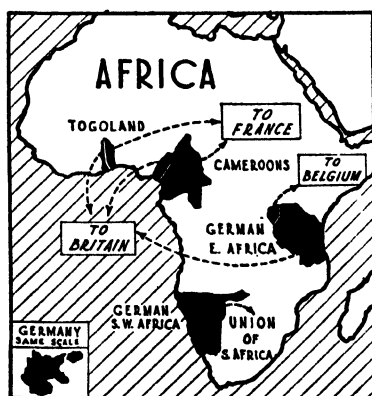 AFRICA
TOGOLAND
TO
FRANCE
CAMEROONS
TO
BELGIUM
TO
BRITAIN
GERMAN
E. AFRICA
GERMAN
S.W. AFRICA
UNION
OF
S. AFRICA
GERMANY
SAME SCALE